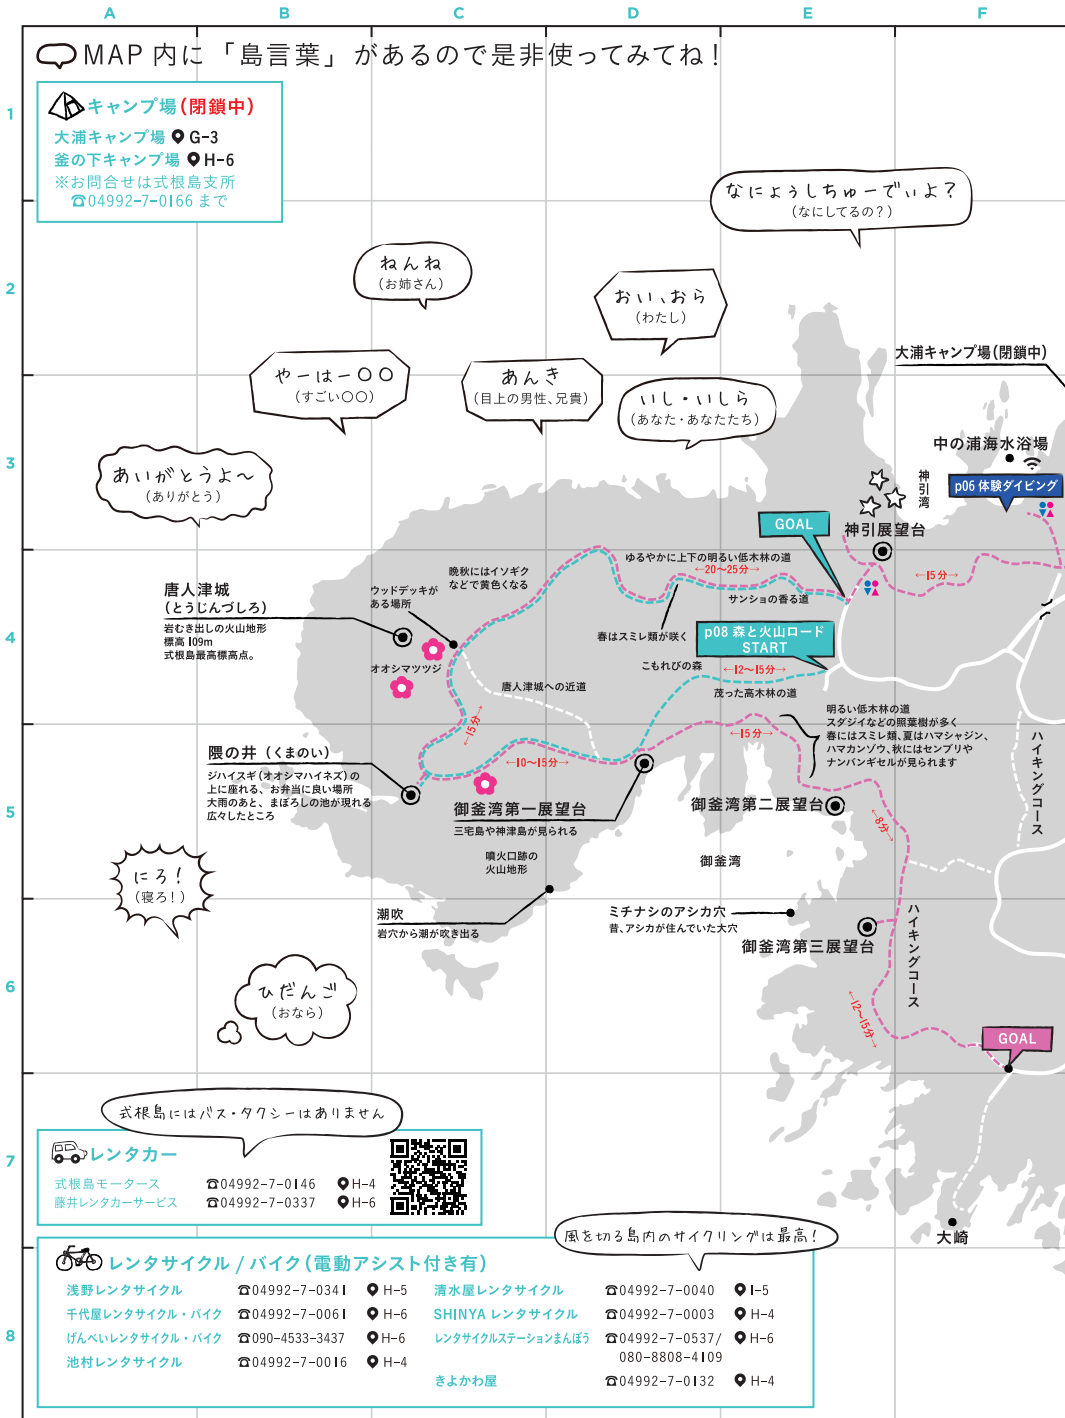 A B C D E F
MAP 内に「島言葉」があるので是非使ってみてね！
1
2
3
4
5
6
7
8
キャンプ場(閉鎖中)
大浦キャンプ場 G-3
釜の下キャンプ場 H-6
※お問合せは式根島支所
☎04992-7-0166 まで
なにょうしちゅーでぃよ？
(なにしてるの？)
ねんね
(お姉さん)
おい、おら
(わたし)
やーはー〇〇
(すごい〇〇)
あんき
(目上の男性、兄貴)
いし・いしら
(あなた・あなたたち)
あいがとうよ〜
(ありがとう)
大浦キャンプ場(閉鎖中)
中の浦海水浴場
p06 体験ダイビング
神引湾
神引展望台
GOAL
ゆるやかに上下の明るい低木林の道
←20〜25分→
サンショの香る道
←15分→
晩秋にはイソギク
などで黄色くなる
ウッドデッキが
ある場所
唐人津城
(とうじんづしろ)
岩むき出しの火山地形
標高 109m
式根島最高標高点。
オオシマツツジ
春はスミレ類が咲く
p08 森と火山ロード
START
こもれびの森
←12〜15分→
茂った高木林の道
唐人津城への近道
←15分→
明るい低木林の道
スダジイなどの照葉樹が多く
春にはスミレ類、夏はハマシャジン、
ハマカンゾウ、秋にはセンブリや
ナンバンギセルが見られます
←15分→
ハイキングコース
隈の井（くまのい）
ジハイスギ(オオシマハイネズ)の
上に座れる、お弁当に良い場所
大雨のあと、まぼろしの池が現れる
広々したところ
←10〜15分→
御釜湾第一展望台
三宅島や神津島が見られる
御釜湾第二展望台
←8分→
噴火口跡の
火山地形
御釜湾
にろ！
(寝ろ！)
潮吹
岩穴から潮が吹き出る
ミチナシのアシカ穴
昔、アシカが住んでいた大穴
御釜湾第三展望台
ハイキングコース
ひだんご
(おなら)
←12〜15分→
GOAL
大崎
式根島にはバス・タクシーはありません
レンタカー
式根島モータース ☎04992-7-0146 H-4
藤井レンタカーサービス ☎04992-7-0337 H-6
風を切る島内のサイクリングは最高！
レンタサイクル / バイク(電動アシスト付き有)
浅野レンタサイクル ☎04992-7-0341 H-5
千代屋レンタサイクル・バイク ☎04992-7-0061 H-6
げんべいレンタサイクル・バイク ☎090-4533-3437 H-6
池村レンタサイクル ☎04992-7-0016 H-4
清水屋レンタサイクル ☎04992-7-0040 I-5
SHINYA レンタサイクル ☎04992-7-0003 H-4
レンタサイクルステーションまんぼう ☎04992-7-0537/ H-6
080-8808-4109
きよかわ屋 ☎04992-7-0132 H-4